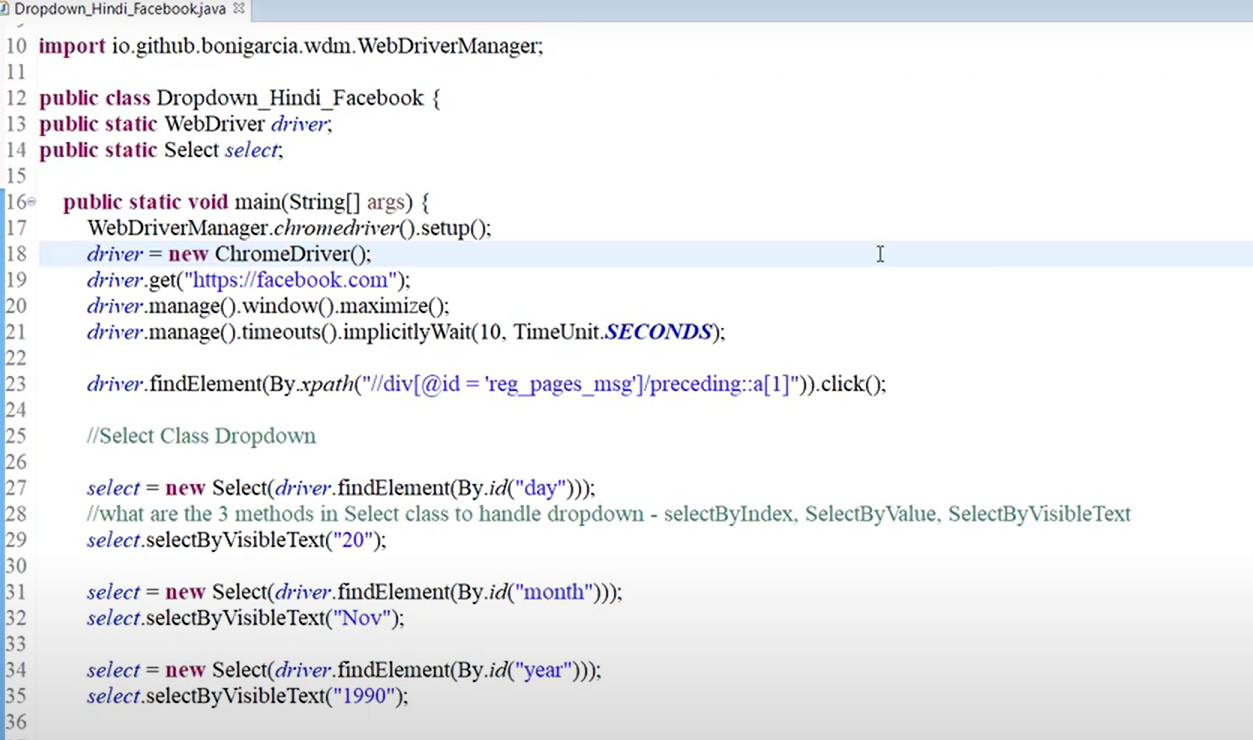 Dropdown_Hindi_Facebook.java
10 import io.github.bonigarcia.wdm.WebDriverManager;
11
12 public class Dropdown_Hindi_Facebook {
13 public static WebDriver driver;
14 public static Select select;
15
16 public static void main(String[] args) {
17 WebDriverManager.chromedriver().setup();
18 driver = new ChromeDriver();
19 driver.get("https://facebook.com");
20 driver.manage().window().maximize();
21 driver.manage().timeouts().implicitlyWait(10, TimeUnit.SECONDS);
22
23 driver.findElement(By.xpath("//div[@id = 'reg_pages_msg']/preceding::a[1]")).click();
24
25 //Select Class Dropdown
26
27 select = new Select(driver.findElement(By.id("day")));
28 //what are the 3 methods in Select class to handle dropdown - selectByIndex, SelectByValue, SelectByVisibleText
29 select.selectByVisibleText("20");
30
31 select = new Select(driver.findElement(By.id("month")));
32 select.selectByVisibleText("Nov");
33
34 select = new Select(driver.findElement(By.id("year")));
35 select.selectByVisibleText("1990");
36